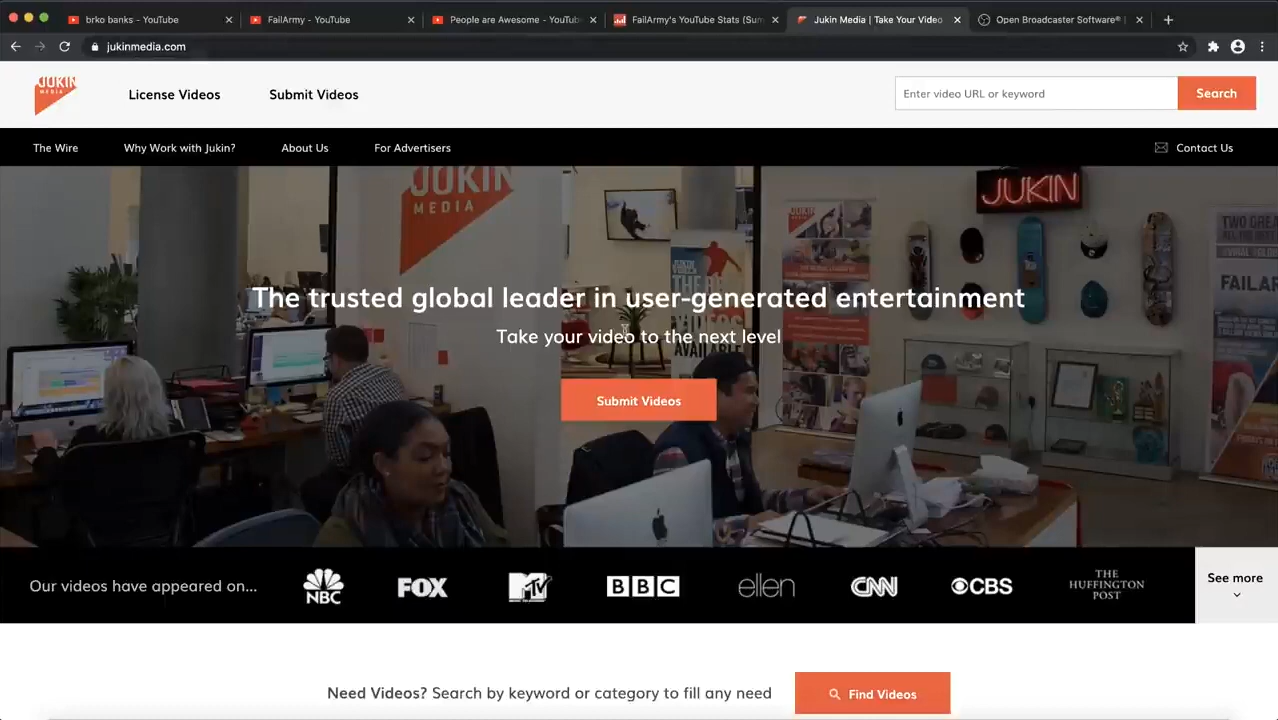 brko banks - YouTube
FailArmy - YouTube
People are Awesome - YouTub
FailArmy's YouTube Stats (Sum
Jukin Media | Take Your Video
Open Broadcaster Software® |
jukinmedia.com
JUKIN
MEDIA
License Videos
Submit Videos
Enter video URL or keyword
Search
The Wire
Why Work with Jukin?
About Us
For Advertisers
Contact Us
JUKIN
MEDIA
JUKIN
The trusted global leader in user-generated entertainment
Take your video to the next level
Submit Videos
Our videos have appeared on...
NBC
FOX
MTV
BBC
ellen
CNN
CBS
THE
HUFFINGTON
POST
See more
Need Videos? Search by keyword or category to fill any need
Find Videos